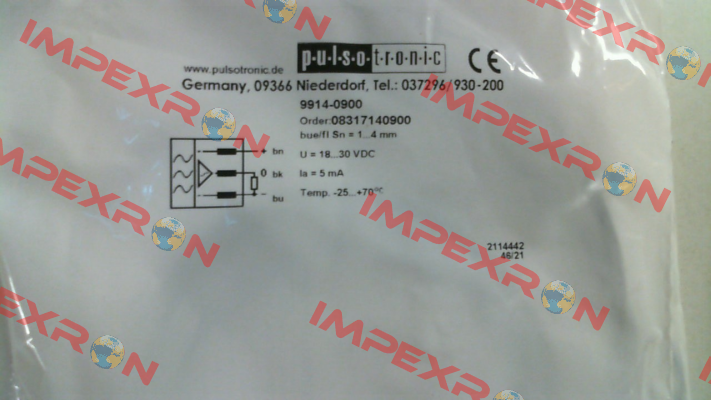 pulsotronic CE
www.pulsotronic.de
Germany, 09366 Niederdorf, Tel.: 037296/930-200
9914-0900
Order:08317140900
bue/fl Sn = 1...4 mm
+ bn
U = 18...30 VDC
0 bk
Ia = 5 mA
- bu
Temp. -25...+70°C
2114442
46/21
IMPEXRON
IMPEXRON
IMPEXRON
IMPEXRON
IMPEXRON
IMPEXRON
IMPEXRON
IMPEXRON
IMPEXRON